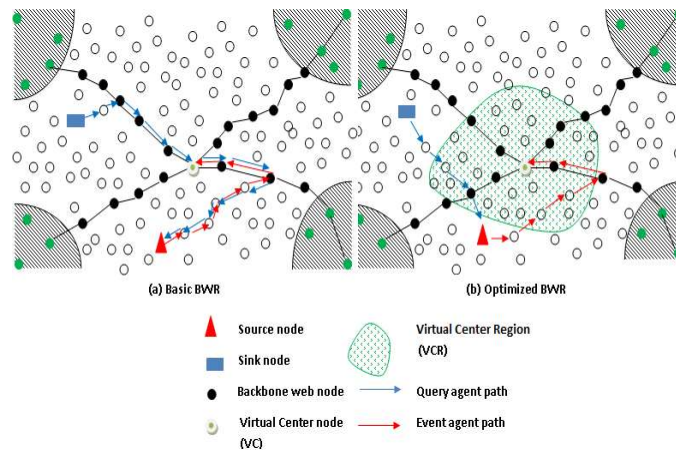 (a) Basic BWR
(b) Optimized BWR
Source node
Virtual Center Region
(VCR)
Sink node
Backbone web node
Query agent path
Virtual Center node
(VC)
Event agent path